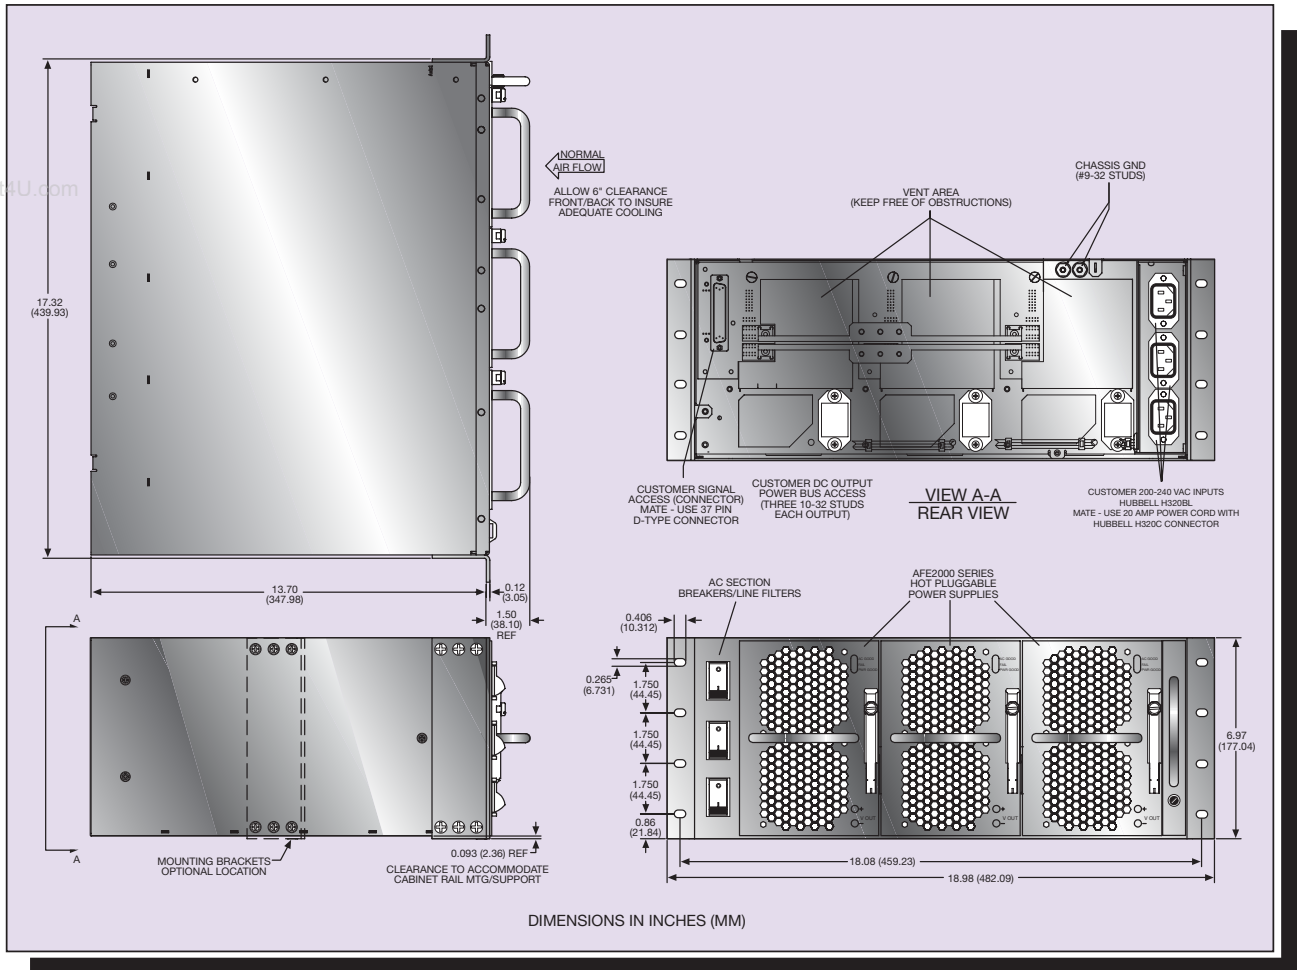 t4U.com
17.32
(439.93)
NORMAL
AIR FLOW
ALLOW 6" CLEARANCE
FRONT/BACK TO INSURE
ADEQUATE COOLING
CHASSIS GND
(#9-32 STUDS)
VENT AREA
(KEEP FREE OF OBSTRUCTIONS)
CUSTOMER SIGNAL
ACCESS (CONNECTOR)
MATE - USE 37 PIN
D-TYPE CONNECTOR
CUSTOMER DC OUTPUT
POWER BUS ACCESS
(THREE 10-32 STUDS
EACH OUTPUT)
VIEW A-A
REAR VIEW
CUSTOMER 200-240 VAC INPUTS
HUBBELL H320BL
MATE - USE 20 AMP POWER CORD WITH
HUBBELL H320C CONNECTOR
13.70
(347.98)
0.12
(3.05)
1.50
(38.10)
REF
A
A
MOUNTING BRACKETS
OPTIONAL LOCATION
0.093 (2.36) REF
CLEARANCE TO ACCOMMODATE
CABINET RAIL MTG/SUPPORT
AC SECTION
BREAKERS/LINE FILTERS
AFE2000 SERIES
HOT PLUGGABLE
POWER SUPPLIES
0.406
(10.312)
0.265
(6.731)
1.750
(44.45)
1.750
(44.45)
1.750
(44.45)
0.86
(21.84)
V OUT
V OUT
V OUT
6.97
(177.04)
18.08 (459.23)
18.98 (482.09)
DIMENSIONS IN INCHES (MM)